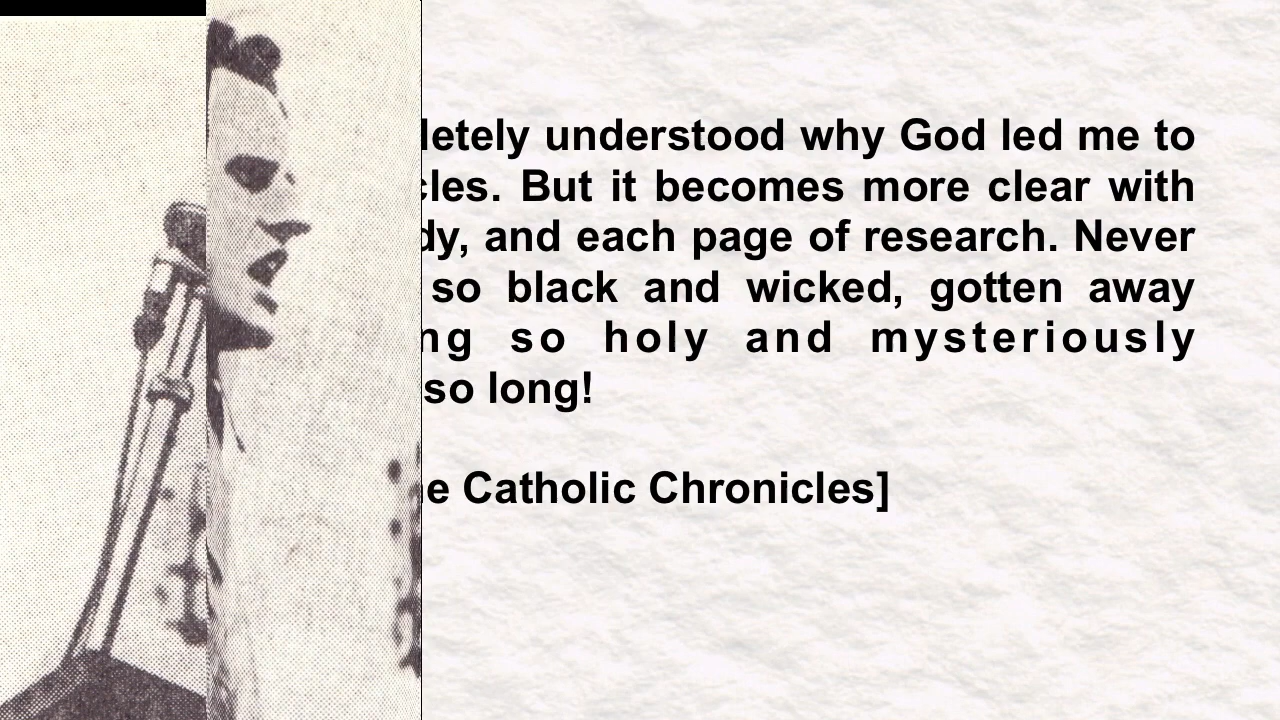 letely understood why God led me to
cles. But it becomes more clear with
dy, and each page of research. Never
so black and wicked, gotten away
ng so holy and mysteriously
so long!
e Catholic Chronicles]